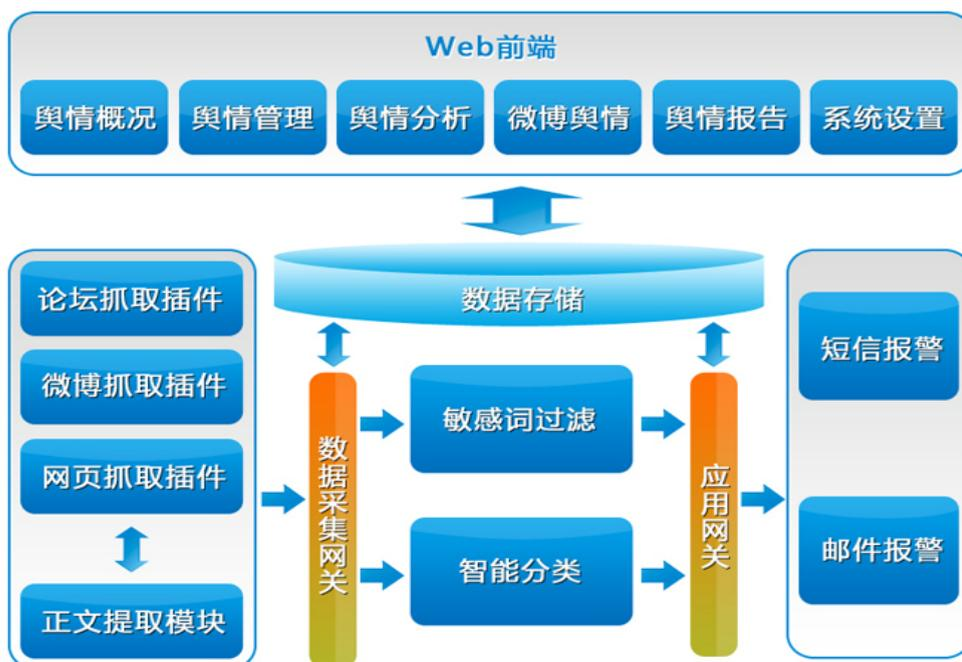 Web前端
舆情概况
舆情管理
舆情分析
微博舆情
舆情报告
系统设置
数据存储
论坛抓取插件
微博抓取插件
网页抓取插件
正文提取模块
数据采集网关
敏感词过滤
智能分类
应用网关
短信报警
邮件报警